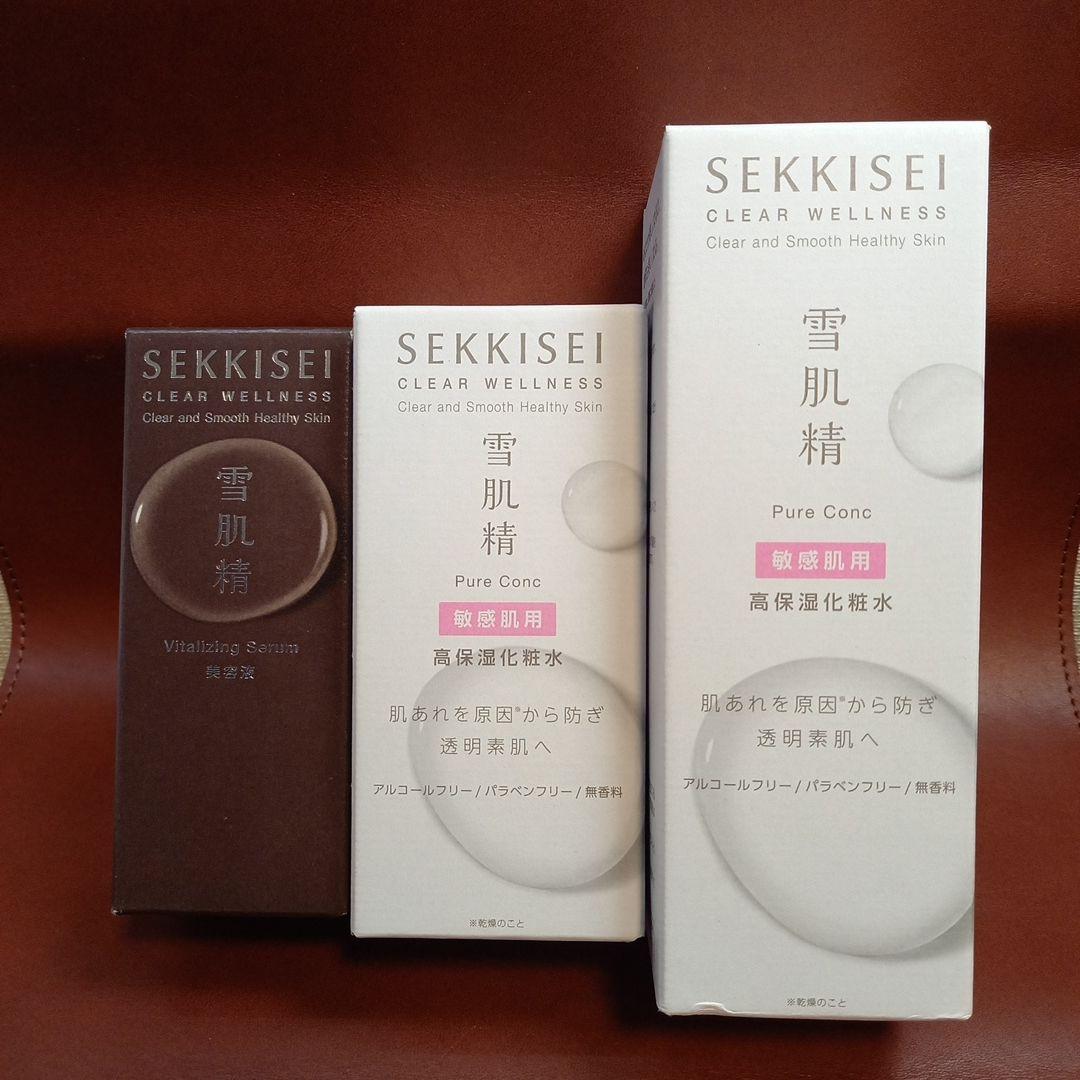 SEKKISEI
CLEAR WELLNESS
Clear and Smooth Healthy Skin
雪肌精
Vitalizing Serum
美容液
SEKKISEI
CLEAR WELLNESS
Clear and Smooth Healthy Skin
雪肌精
Pure Conc
敏感肌用
高保湿化粧水
肌あれを原因※から防ぎ
透明素肌へ
アルコールフリー/パラベンフリー/無香料
※乾燥のこと
SEKKISEI
CLEAR WELLNESS
Clear and Smooth Healthy Skin
雪肌精
Pure Conc
敏感肌用
高保湿化粧水
肌あれを原因※から防ぎ
透明素肌へ
アルコールフリー/パラベンフリー/無香料
※乾燥のこと